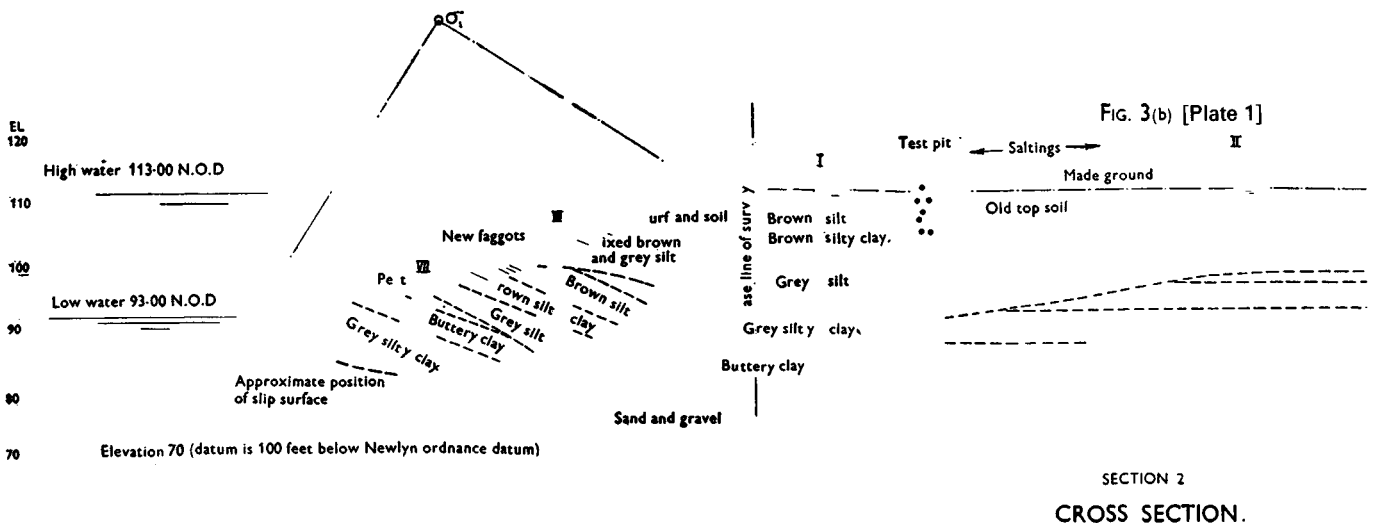 σ₁
FIG. 3(b) [Plate 1]
EL
120
Test pit
Saltings
II
I
High water 113·00 N.O.D
Made ground
110
Old top soil
urf and soil
Brown silt
New faggots
ixed brown
and grey silt
Brown silty clay.
ase line of surv y
100
VII
Pe t
Grey silt
Brown silt
rown silt
clay
Low water 93·00 N.O.D
90
Grey silt
Buttery clay
Grey silty clay
Grey silty clay
Buttery clay
Approximate position
of slip surface
80
Sand and gravel
70
Elevation 70 (datum is 100 feet below Newlyn ordnance datum)
SECTION 2
CROSS SECTION.